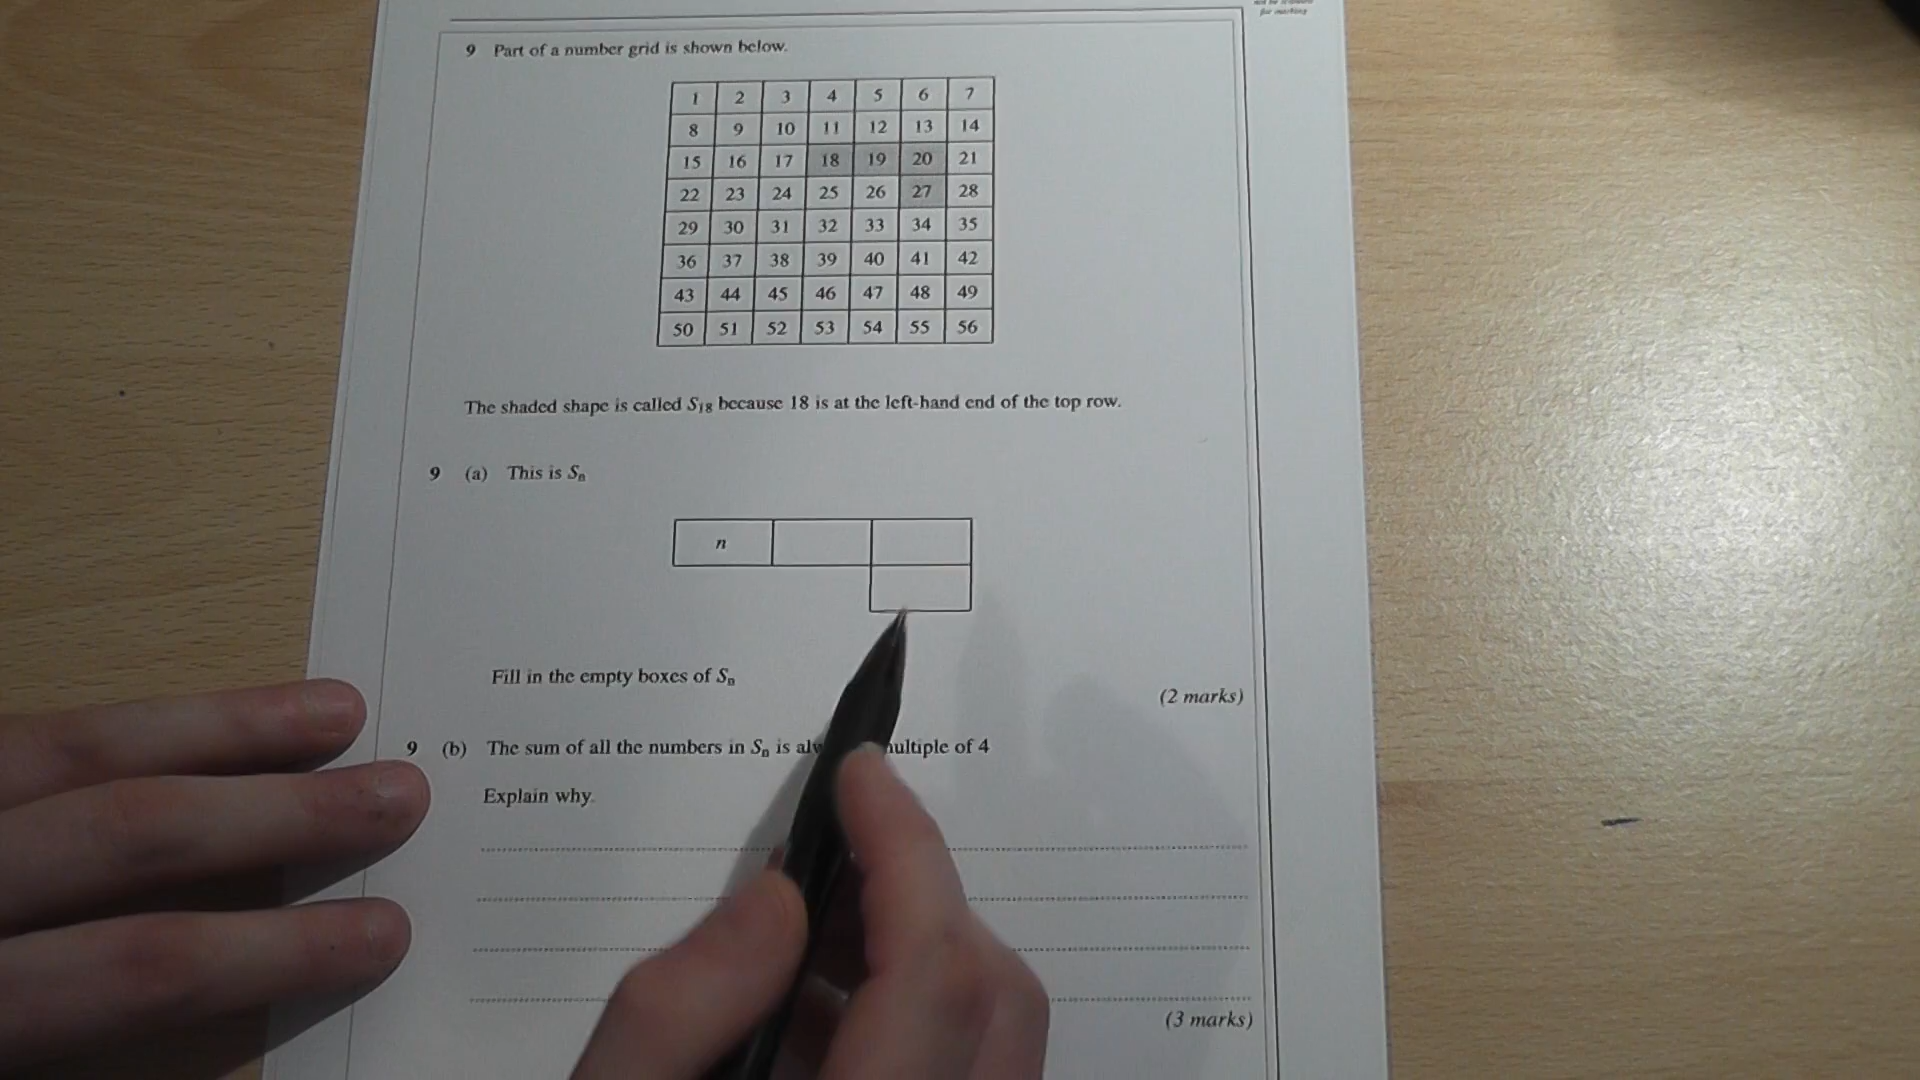 for marking
9 Part of a number grid is shown below.
1 2 3 4 5 6 7
8 9 10 11 12 13 14
15 16 17 18 19 20 21
22 23 24 25 26 27 28
29 30 31 32 33 34 35
36 37 38 39 40 41 42
43 44 45 46 47 48 49
50 51 52 53 54 55 56
The shaded shape is called S₁₈ because 18 is at the left-hand end of the top row.
9 (a) This is Sₙ
n
Fill in the empty boxes of Sₙ
(2 marks)
9 (b) The sum of all the numbers in Sₙ is multiple of 4
Explain why.
(3 marks)